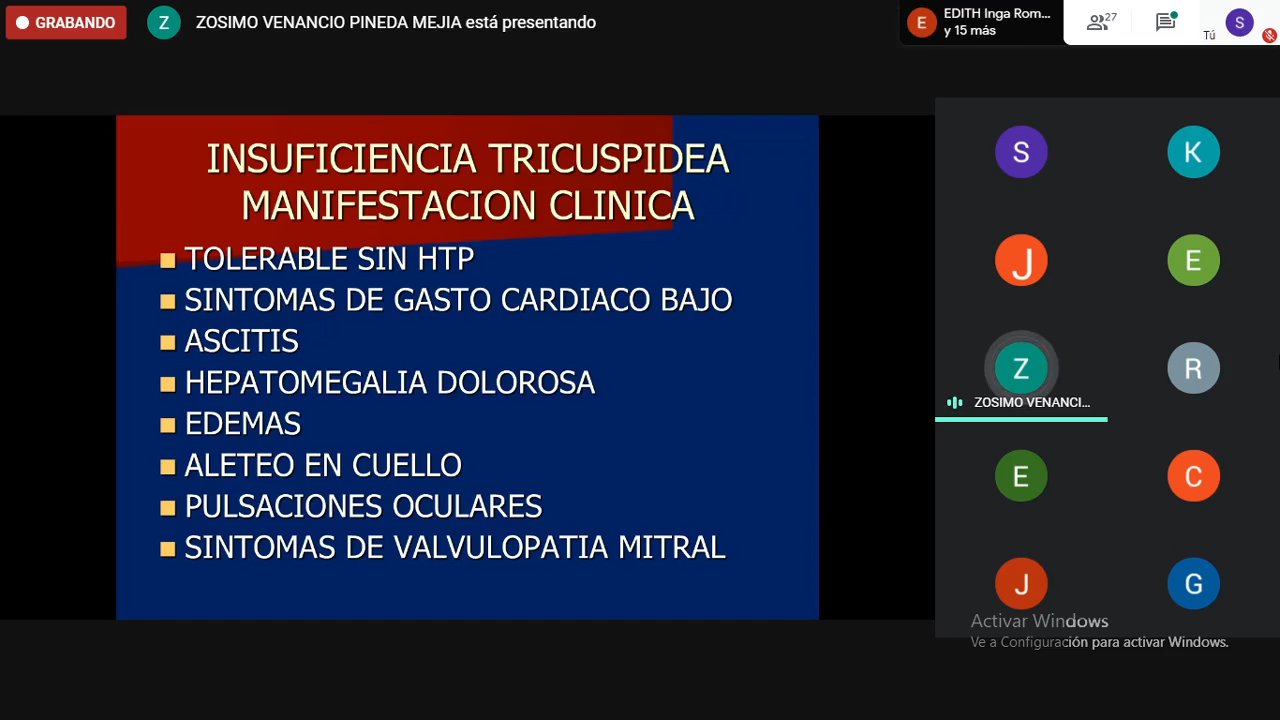 GRABANDO
Z
ZOSIMO VENANCIO PINEDA MEJIA está presentando
E
EDITH Inga Rom...
y 15 más
27
Tú
S
INSUFICIENCIA TRICUSPIDEA
MANIFESTACION CLINICA
TOLERABLE SIN HTP
SINTOMAS DE GASTO CARDIACO BAJO
ASCITIS
HEPATOMEGALIA DOLOROSA
EDEMAS
ALETEO EN CUELLO
PULSACIONES OCULARES
SINTOMAS DE VALVULOPATIA MITRAL
S
K
J
E
Z
R
ZOSIMO VENANCI...
E
C
J
G
Activar Windows
Ve a Configuración para activar Windows.